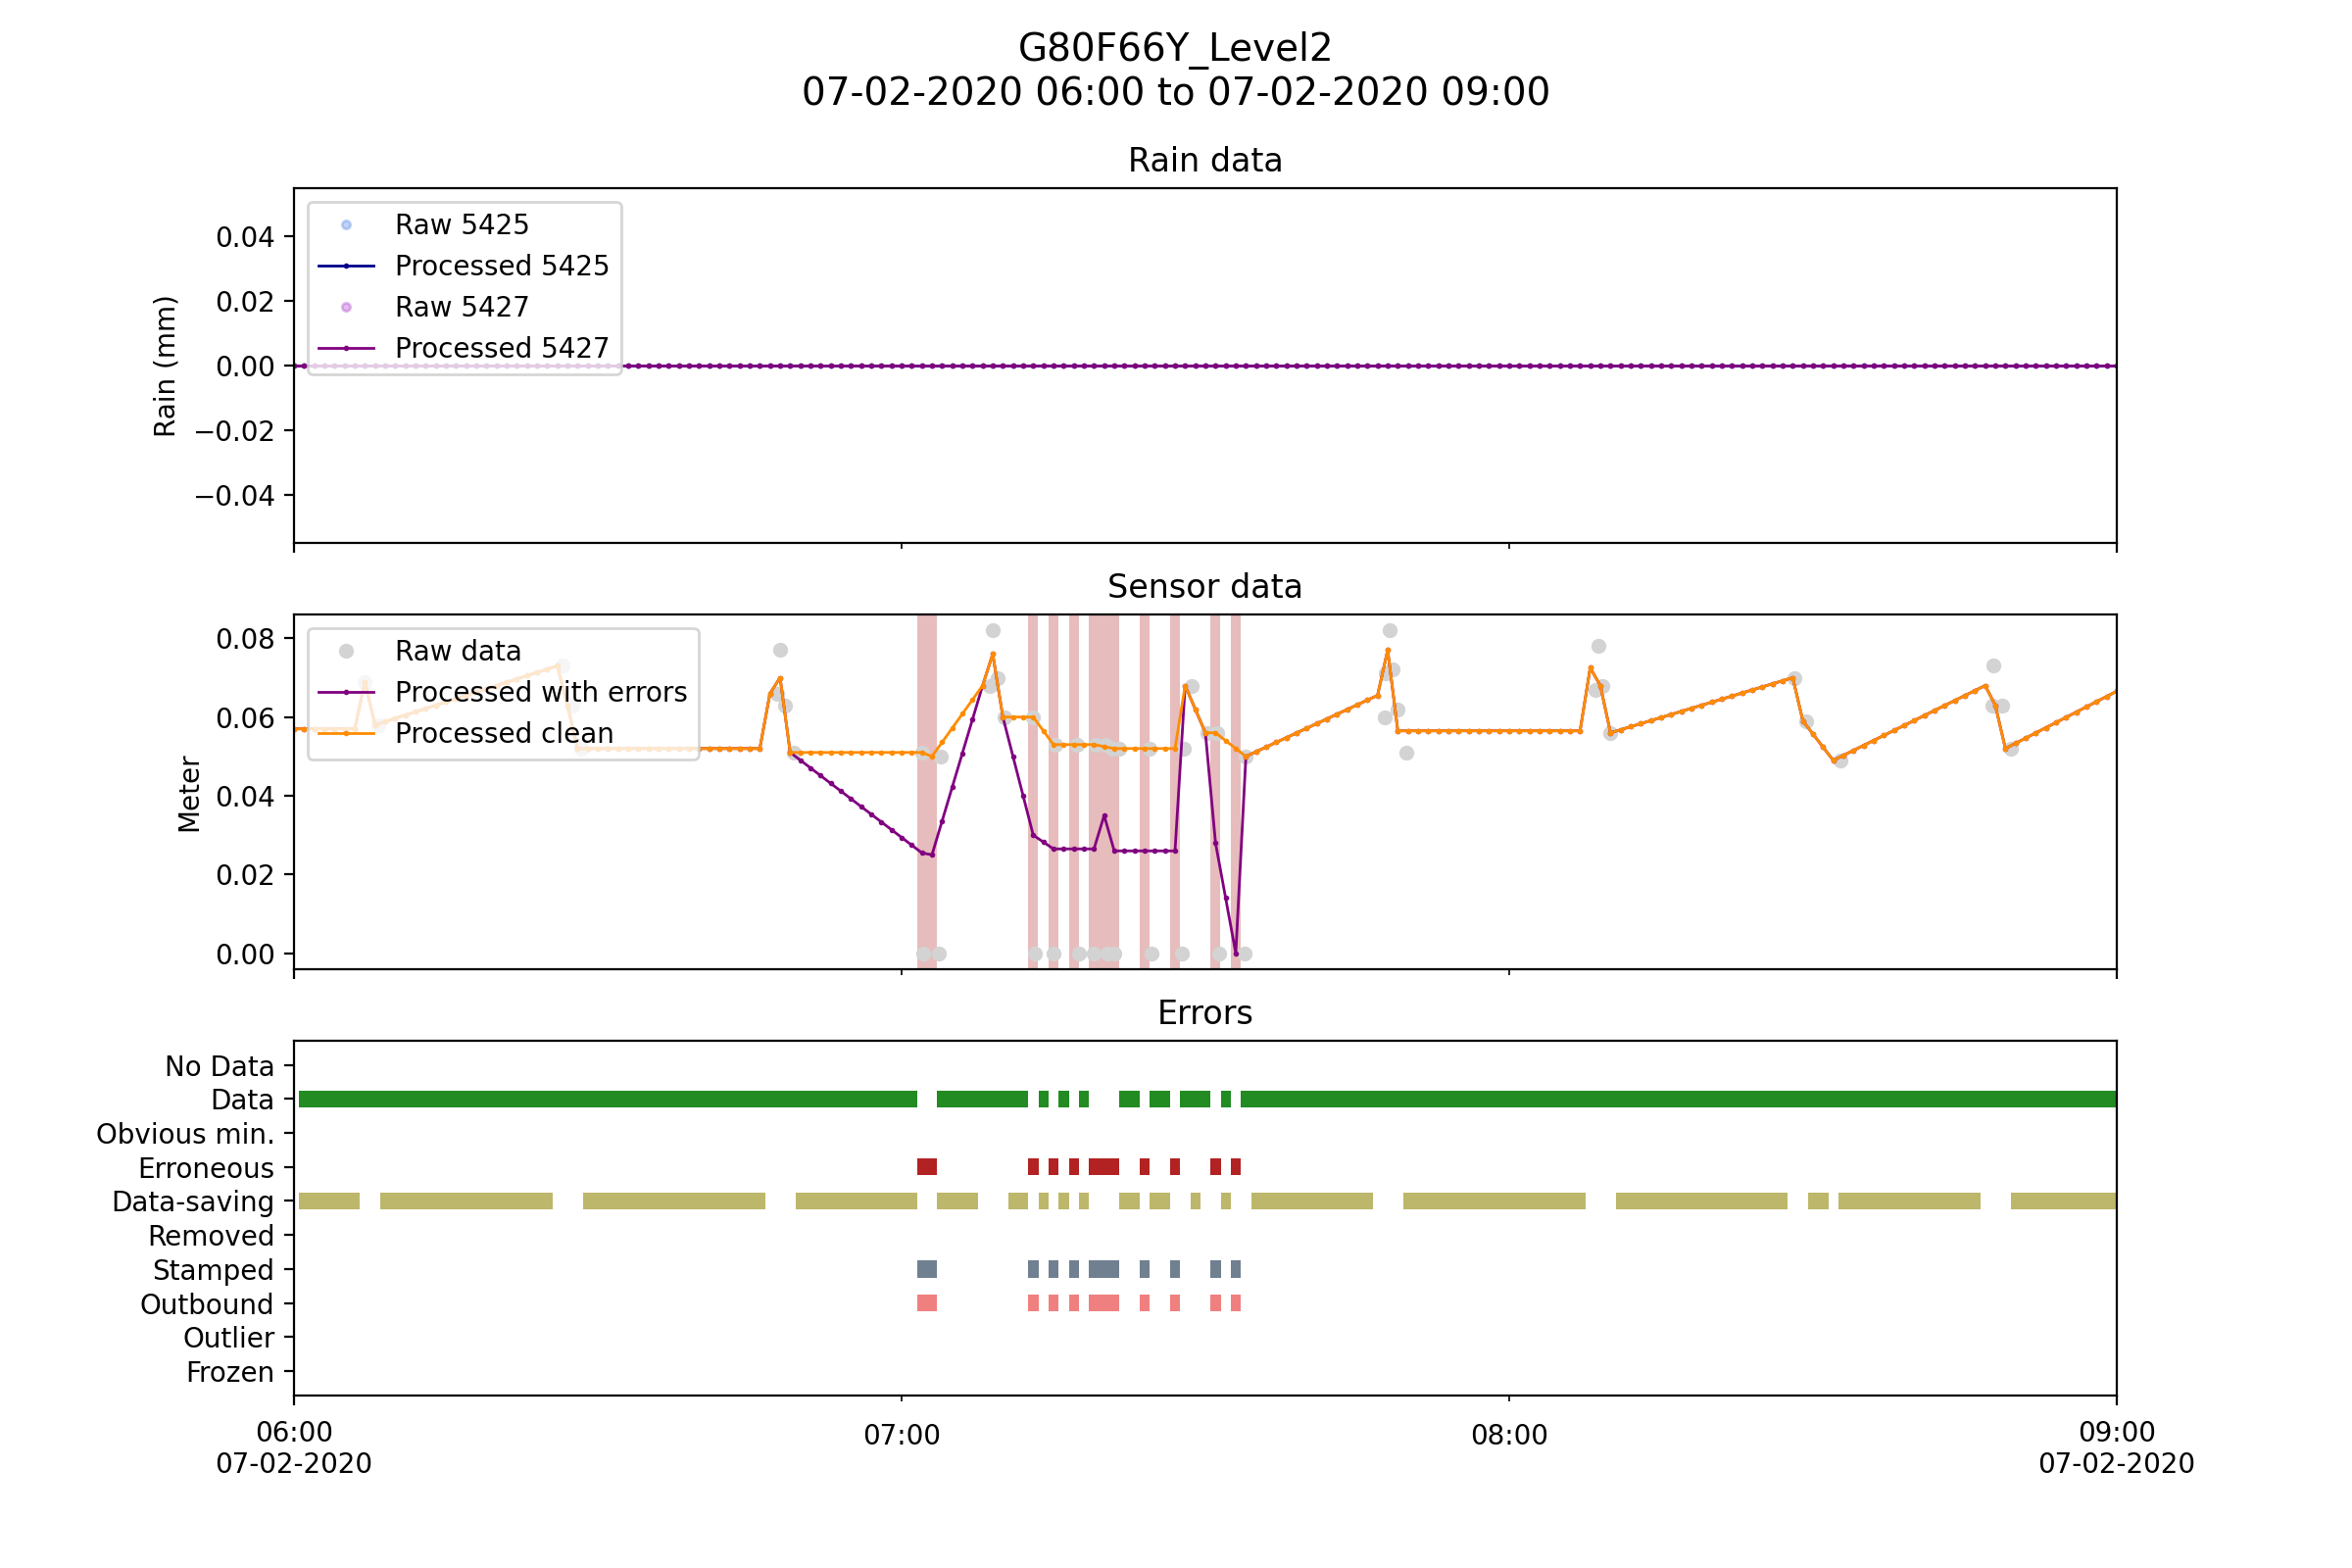 G80F66Y_Level2
07-02-2020 06:00 to 07-02-2020 09:00
Rain data
Raw 5425
Processed 5425
Raw 5427
Processed 5427
0.04
0.02
0.00
−0.02
−0.04
Rain (mm)
Sensor data
Raw data
Processed with errors
Processed clean
0.08
0.06
0.04
0.02
0.00
Meter
Errors
No Data
Data
Obvious min.
Erroneous
Data-saving
Removed
Stamped
Outbound
Outlier
Frozen
06:00 07:00 08:00 09:00
07-02-2020 07-02-2020